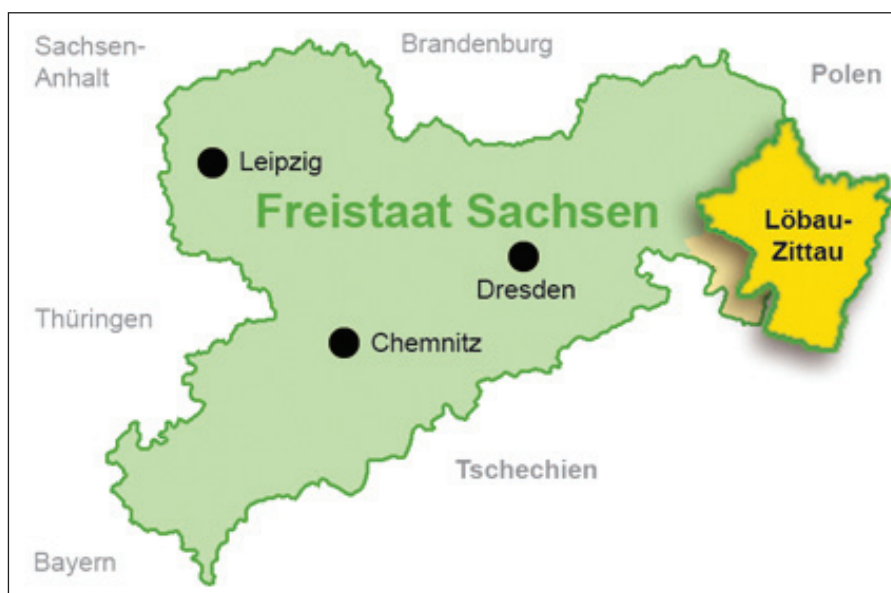 Sachsen-
Anhalt
Brandenburg
Polen
Leipzig
Freistaat Sachsen
Löbau-
Zittau
Dresden
Thüringen
Chemnitz
Tschechien
Bayern